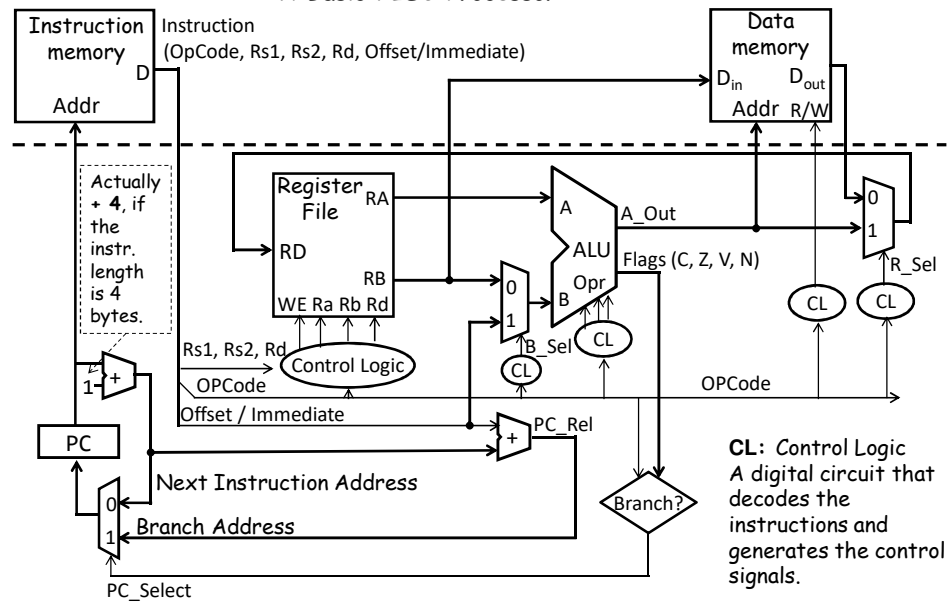 Instruction
memory
D
Addr
Instruction
(OpCode, Rs1, Rs2, Rd, Offset/Immediate)
Data
memory
Din
Dout
Addr R/W
Actually
+ 4, if
the
instr.
length
is 4
bytes.
Register
File
RA
RD
RB
WE Ra Rb Rd
A
ALU
B
Opr
A_Out
Flags (C, Z, V, N)
0
1
0
1
R_Sel
B_Sel
CL
CL
CL
CL
Rs1, Rs2, Rd
Control Logic
OPCode
OPCode
Offset / Immediate
1
+
+
PC_Rel
PC
Next Instruction Address
0
1
Branch Address
Branch?
PC_Select
CL: Control Logic
A digital circuit that
decodes the
instructions and
generates the control
signals.